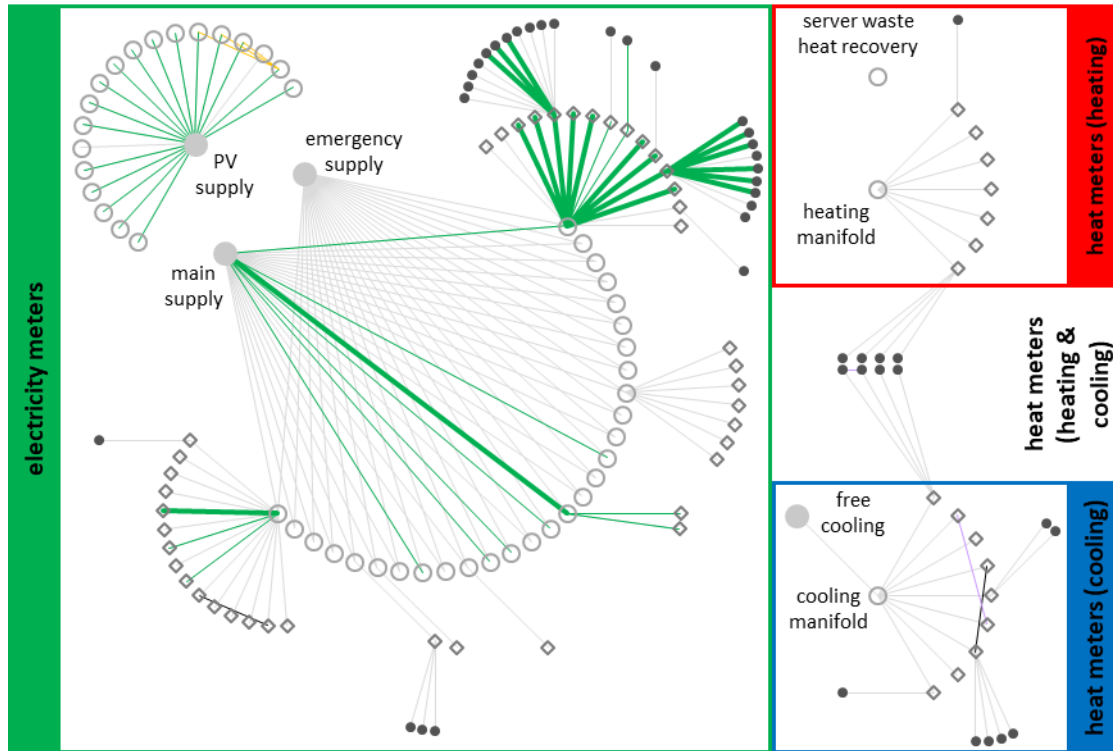 electricity meters
PV
supply
emergency
supply
main
supply
server waste
heat recovery
heating
manifold
heat meters (heating)
heat meters
(heating &
cooling)
free
cooling
cooling
manifold
heat meters (cooling)